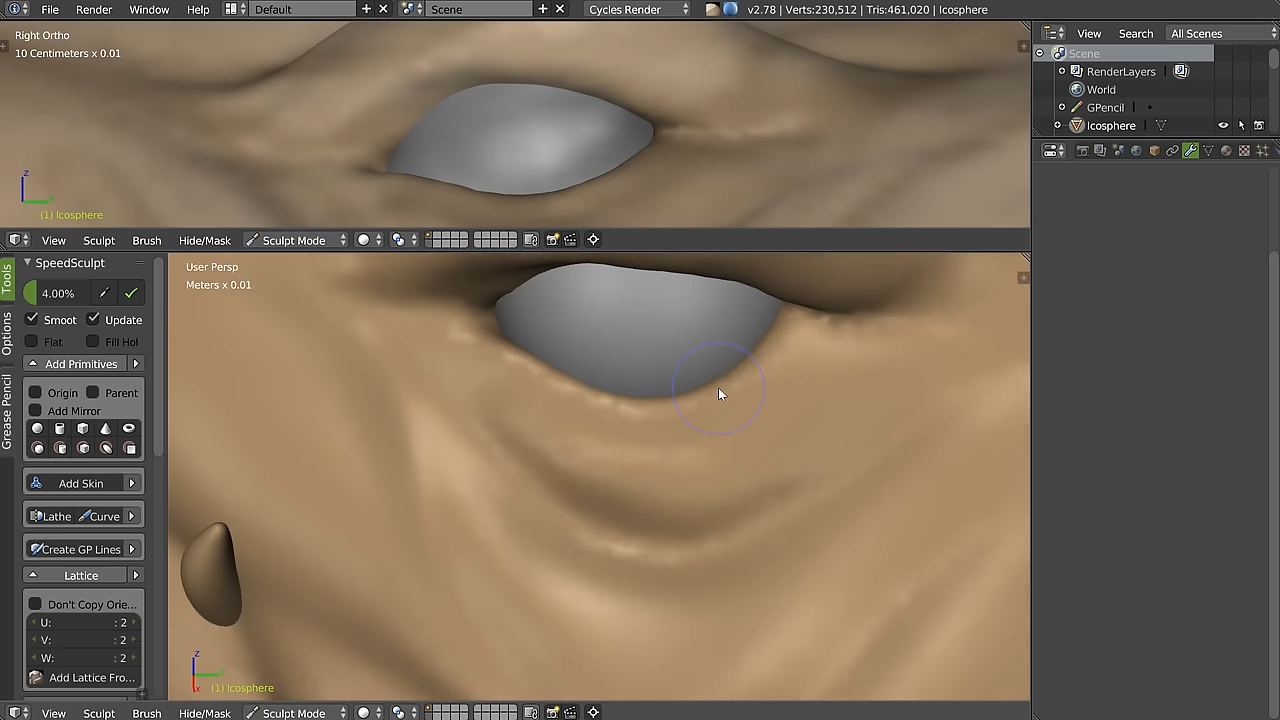 File Render Window Help Default Scene Cycles Render v2.78 | Verts:230,512 | Tris:461,020 | Icosphere
Right Ortho
10 Centimeters x 0.01
z
(1) Icosphere
View Sculpt Brush Hide/Mask Sculpt Mode
View Search All Scenes
Scene
RenderLayers
World
GPencil
Icosphere
Tools
Options
Grease Pencil
SpeedSculpt
4.00%
Smoot Update
Flat Fill Hol
Add Primitives
Origin Parent
Add Mirror
Add Skin
Lathe Curve
Create GP Lines
Lattice
Don't Copy Orie...
U: : 2
V: : 2
W: : 2
Add Lattice Fro...
User Persp
Meters x 0.01
z
x
(1) Icosphere
View Sculpt Brush Hide/Mask Sculpt Mode